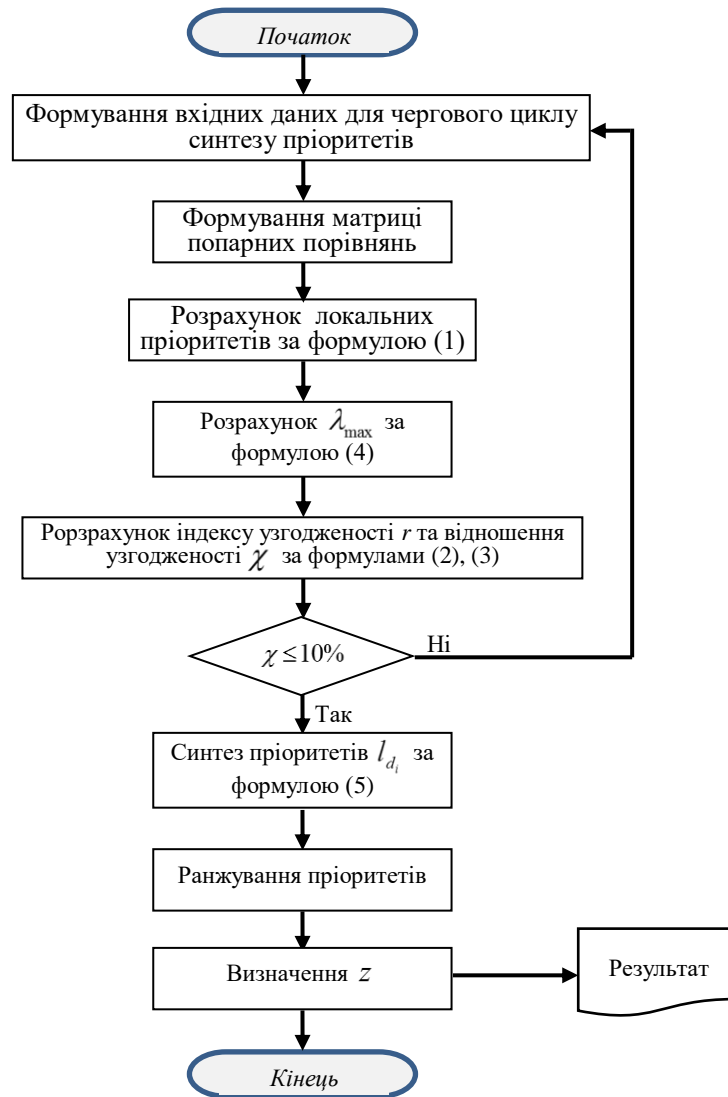 Початок
Формування вхідних даних для чергового циклу
синтезу пріоритетів
Формування матриці
попарних порівнянь
Розрахунок локальних
пріоритетів за формулою (1)
Розрахунок λmax за
формулою (4)
Рорзрахунок індексу узгодженості r та відношення
узгодженості χ за формулами (2), (3)
χ ≤10%
Ні
Так
Синтез пріоритетів l_{d_i} за
формулою (5)
Ранжування пріоритетів
Визначення z
Результат
Кінець